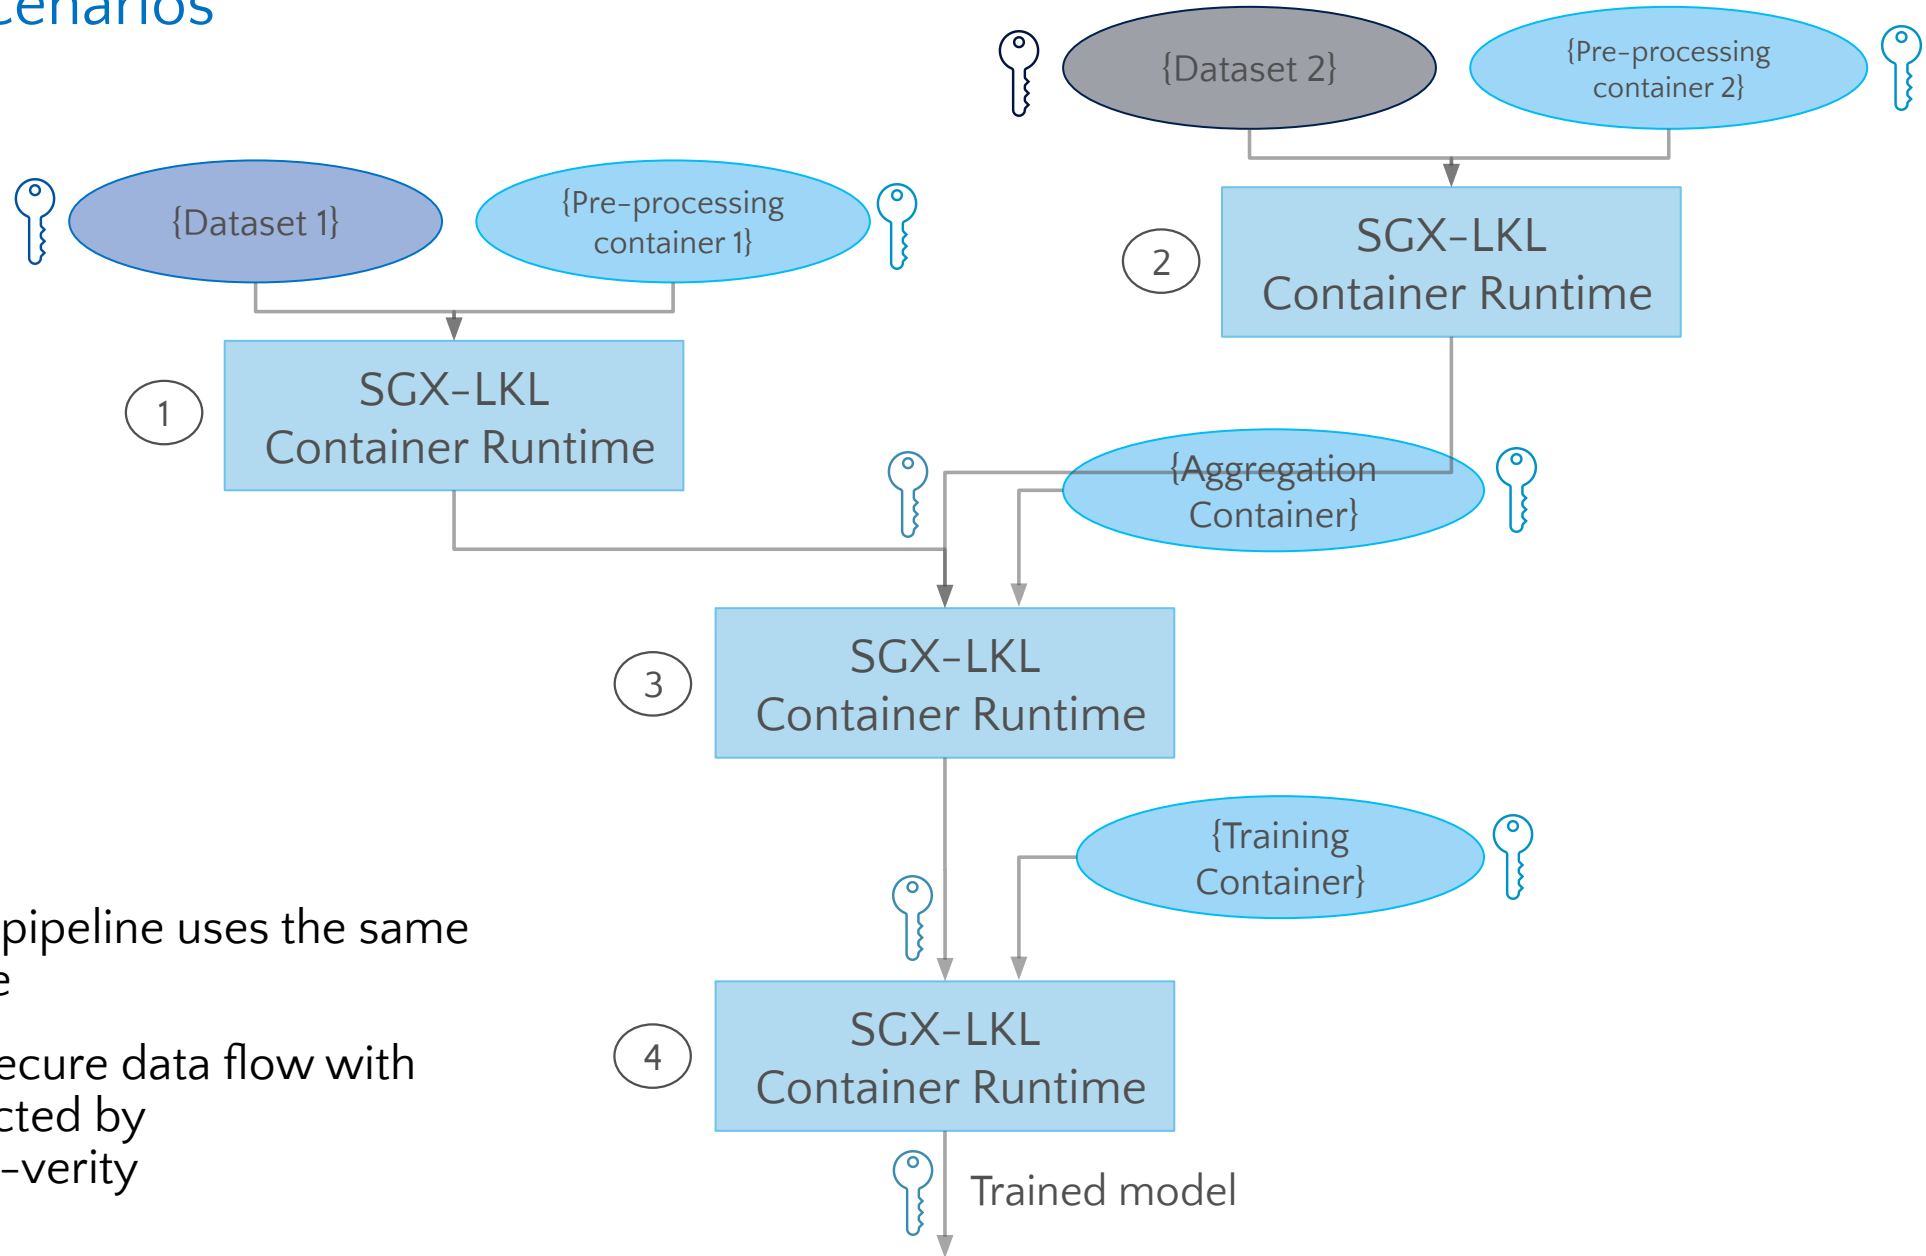 cenarios
{Dataset 2}
{Pre-processing
container 2}
{Dataset 1}
{Pre-processing
container 1}
2
SGX-LKL
Container Runtime
1
SGX-LKL
Container Runtime
{Aggregation
Container}
3
SGX-LKL
Container Runtime
{Training
Container}
pipeline uses the same
e
ecure data flow with
cted by
-verity
4
SGX-LKL
Container Runtime
Trained model